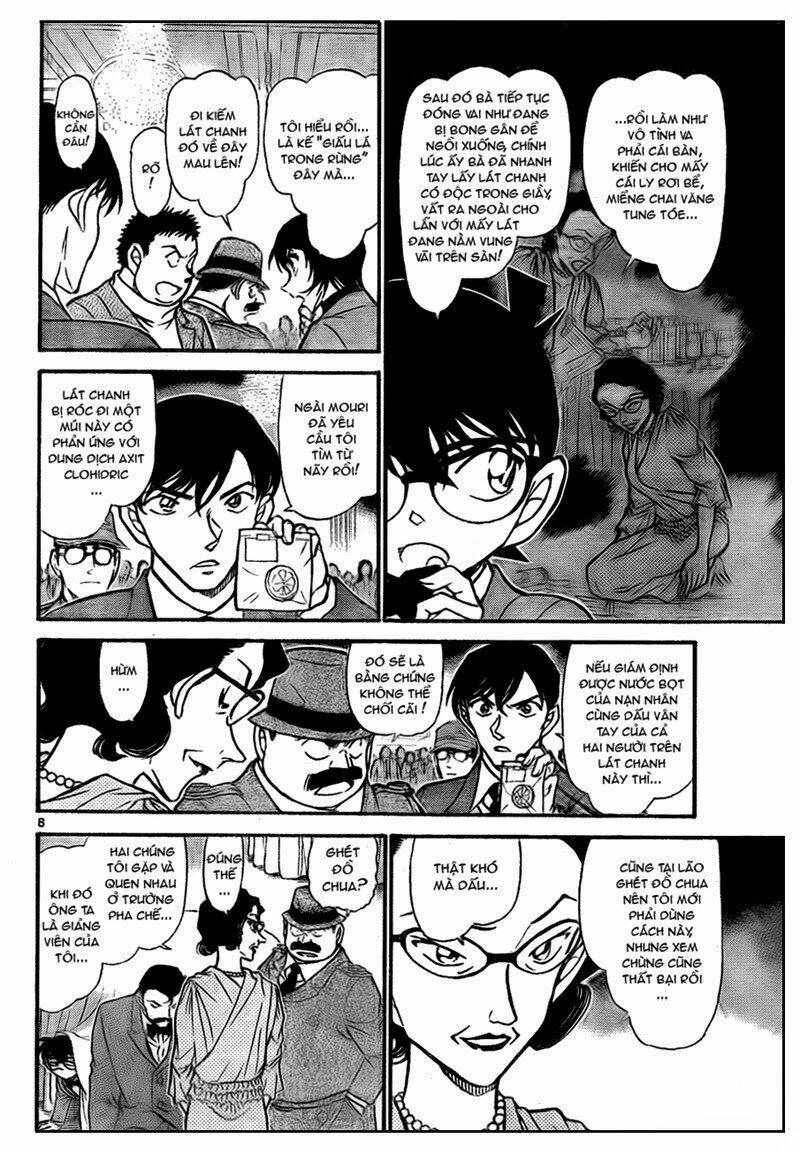 ...RỒI LÀM NHƯ
VÔ TÌNH VA
PHẢI CÁI BÀN,
KHIẾN CHO MẤY
CÁI LY RƠI BỂ,
MIỂNG CHAI VĂNG
TUNG TÓE...
SAU ĐÓ BÀ TIẾP TỤC
ĐÓNG VAI NHƯ ĐANG
BỊ BONG GÂN ĐỂ
NGỒI XUỐNG, CHÍNH
LÚC ẤY BÀ ĐÃ NHANH
TAY LẤY LÁT CHANH
CÓ ĐỘC TRONG GIẦY,
VẤT RA NGOÀI CHO
LẨN VỚI MẤY LÁT
ĐANG NẰM VUNG
VÃI TRÊN SÀN!
TÔI HIỂU RỒI...
LÀ KẾ "GIẤU LÁ
TRONG RỪNG"
ĐÂY MÀ...
ĐI KIẾM
LÁT CHANH
ĐÓ VỀ ĐÂY
MAU LÊN!
RÕ
!
KHÔNG
CẦN
ĐÂU!
NGÀI MOURI
ĐÃ YÊU
CẦU TÔI
TÌM TỪ
NÃY RỒI!
LÁT CHANH
BỊ RÓC ĐI MỘT
MÚI NÀY CÓ
PHẢN ỨNG VỚI
DUNG DỊCH AXIT
CLOHIDRIC
...
NẾU GIÁM ĐỊNH
ĐƯỢC NƯỚC BỌT
CỦA NẠN NHÂN
CÙNG DẤU VÂN
TAY CỦA CẢ
HAI NGƯỜI TRÊN
LÁT CHANH
NÀY THÌ...
ĐÓ SẼ LÀ
BẰNG CHỨNG
KHÔNG THỂ
CHỐI CÃI!
HỪM
...
8
CŨNG TẠI LÃO
GHÉT ĐỒ CHUA
NÊN TÔI MỚI
PHẢI DÙNG
CÁCH NÀY,
NHƯNG XEM
CHỪNG CŨNG
THẤT BẠI RỒI
...
THẬT KHÓ
MÀ DẤU...
GHÉT
ĐỒ
CHUA?
ĐÚNG
THẾ
...
HAI CHÚNG
TÔI GẶP VÀ
QUEN NHAU
Ở TRƯỜNG
PHA CHẾ...
KHI ĐÓ
ÔNG TA
LÀ GIẢNG
VIÊN CỦA
TÔI...